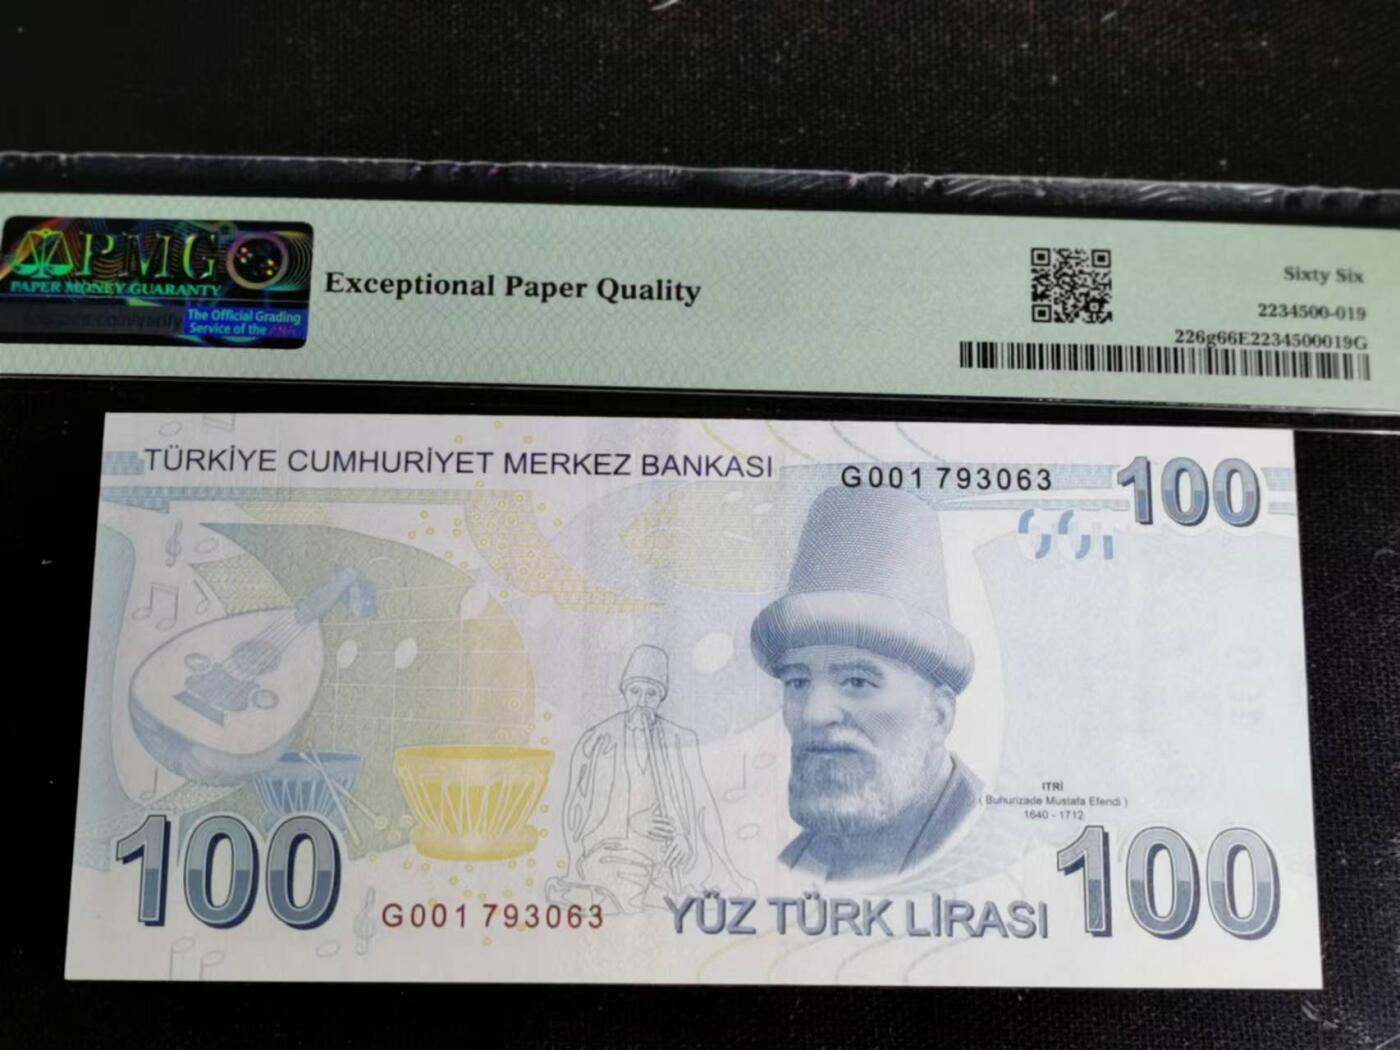 PMG
PAPER MONEY GUARANTY
The Official Grading
Service of the ANA
Exceptional Paper Quality
Sixty Six
2234500-019
226g66E2234500019G
TÜRKİYE CUMHURİYET MERKEZ BANKASI
G001 793063
100
ITRİ
( Buhurizade Mustafa Efendi )
1640 - 1712
100
G001 793063
YÜZ TÜRK LİRASI
100